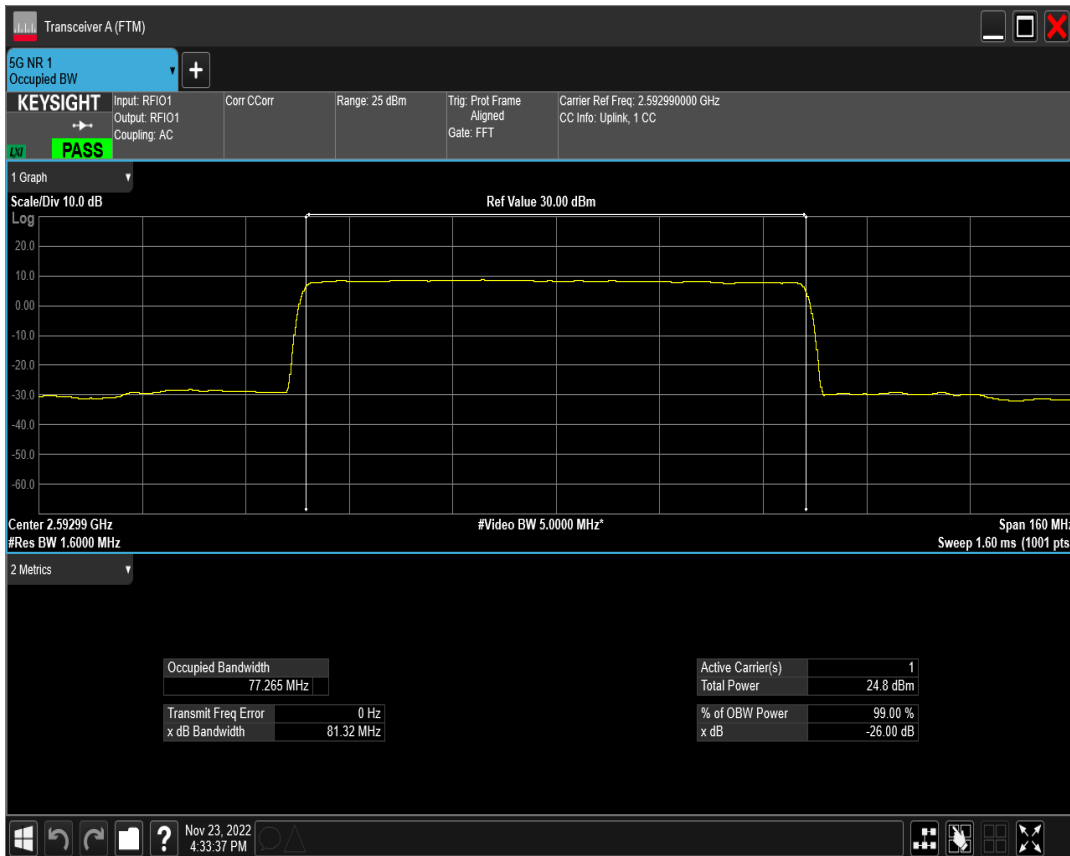 Transceiver A (FTM)
5G NR 1
Occupied BW
+
KEYSIGHT
LXI
PASS
Input: RFIO1
Output: RFIO1
Coupling: AC
Corr CCorr
Range: 25 dBm
Trig: Prot Frame
Aligned
Gate: FFT
Carrier Ref Freq: 2.592990000 GHz
CC Info: Uplink, 1 CC
1 Graph
Scale/Div 10.0 dB
Ref Value 30.00 dBm
Log
20.0
10.0
0.00
-10.0
-20.0
-30.0
-40.0
-50.0
-60.0
Center 2.59299 GHz
#Video BW 5.0000 MHz*
Span 160 MHz
#Res BW 1.6000 MHz
Sweep 1.60 ms (1001 pts
2 Metrics
Occupied Bandwidth
77.265 MHz
Transmit Freq Error 0 Hz
x dB Bandwidth 81.32 MHz
Active Carrier(s) 1
Total Power 24.8 dBm
% of OBW Power 99.00 %
x dB -26.00 dB
?
Nov 23, 2022
4:33:37 PM